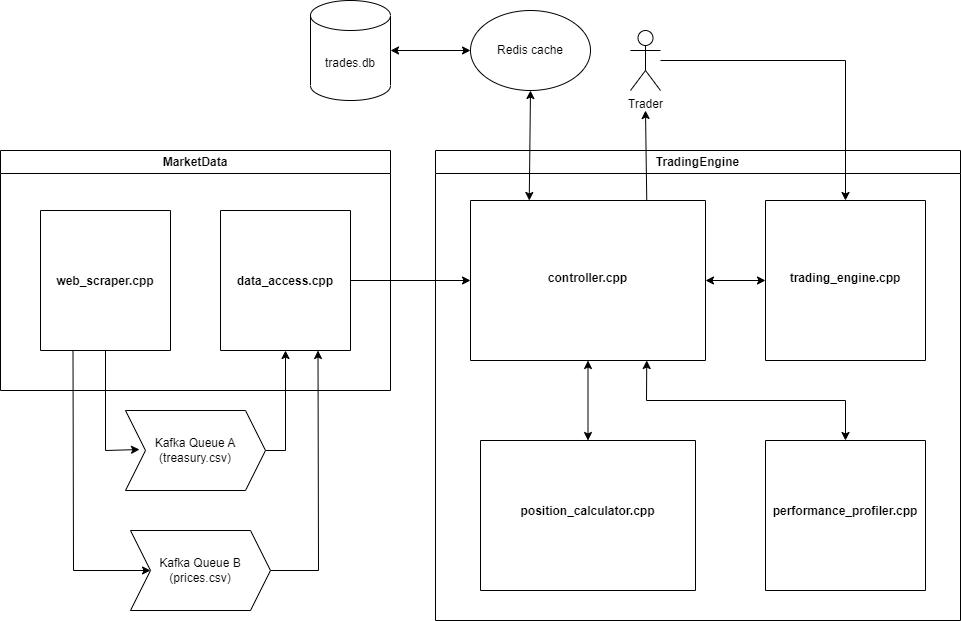 trades.db
Redis cache
Trader
MarketData
TradingEngine
web_scraper.cpp
data_access.cpp
controller.cpp
trading_engine.cpp
Kafka Queue A
(treasury.csv)
position_calculator.cpp
performance_profiler.cpp
Kafka Queue B
(prices.csv)